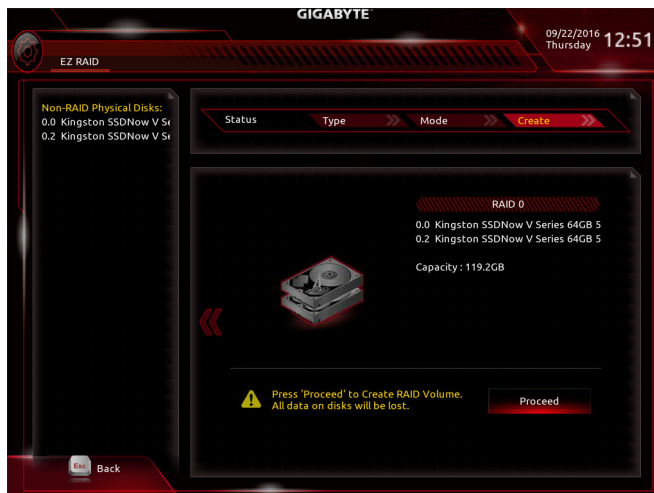 GIGABYTE™
09/22/2016
Thursday
12:51
EZ RAID
Non-RAID Physical Disks:
0.0 Kingston SSDNow V Se
0.2 Kingston SSDNow V Se
Status
Type
Mode
Create
RAID 0
0.0 Kingston SSDNow V Series 64GB 5
0.2 Kingston SSDNow V Series 64GB 5
Capacity : 119.2GB
Press 'Proceed' to Create RAID Volume.
All data on disks will be lost.
Proceed
Esc
Back